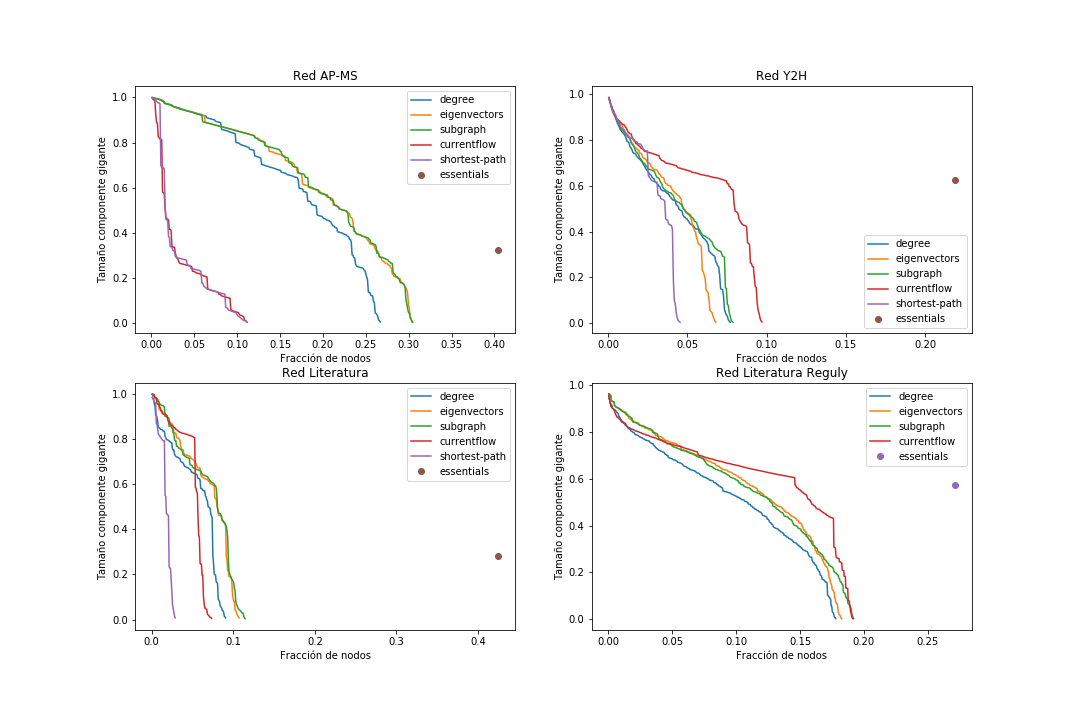 Red AP-MS
Tamaño componente gigante
1.0
0.8
0.6
0.4
0.2
0.0
0.00 0.05 0.10 0.15 0.20 0.25 0.30 0.35 0.40
Fracción de nodos
degree
eigenvectors
subgraph
currentflow
shortest-path
essentials
Red Y2H
Tamaño componente gigante
1.0
0.8
0.6
0.4
0.2
0.0
0.00 0.05 0.10 0.15 0.20
Fracción de nodos
degree
eigenvectors
subgraph
currentflow
shortest-path
essentials
Red Literatura
Tamaño componente gigante
1.0
0.8
0.6
0.4
0.2
0.0
0.0 0.1 0.2 0.3 0.4
Fracción de nodos
degree
eigenvectors
subgraph
currentflow
shortest-path
essentials
Red Literatura Reguly
Tamaño componente gigante
1.0
0.8
0.6
0.4
0.2
0.0
0.00 0.05 0.10 0.15 0.20 0.25
Fracción de nodos
degree
eigenvectors
subgraph
currentflow
essentials